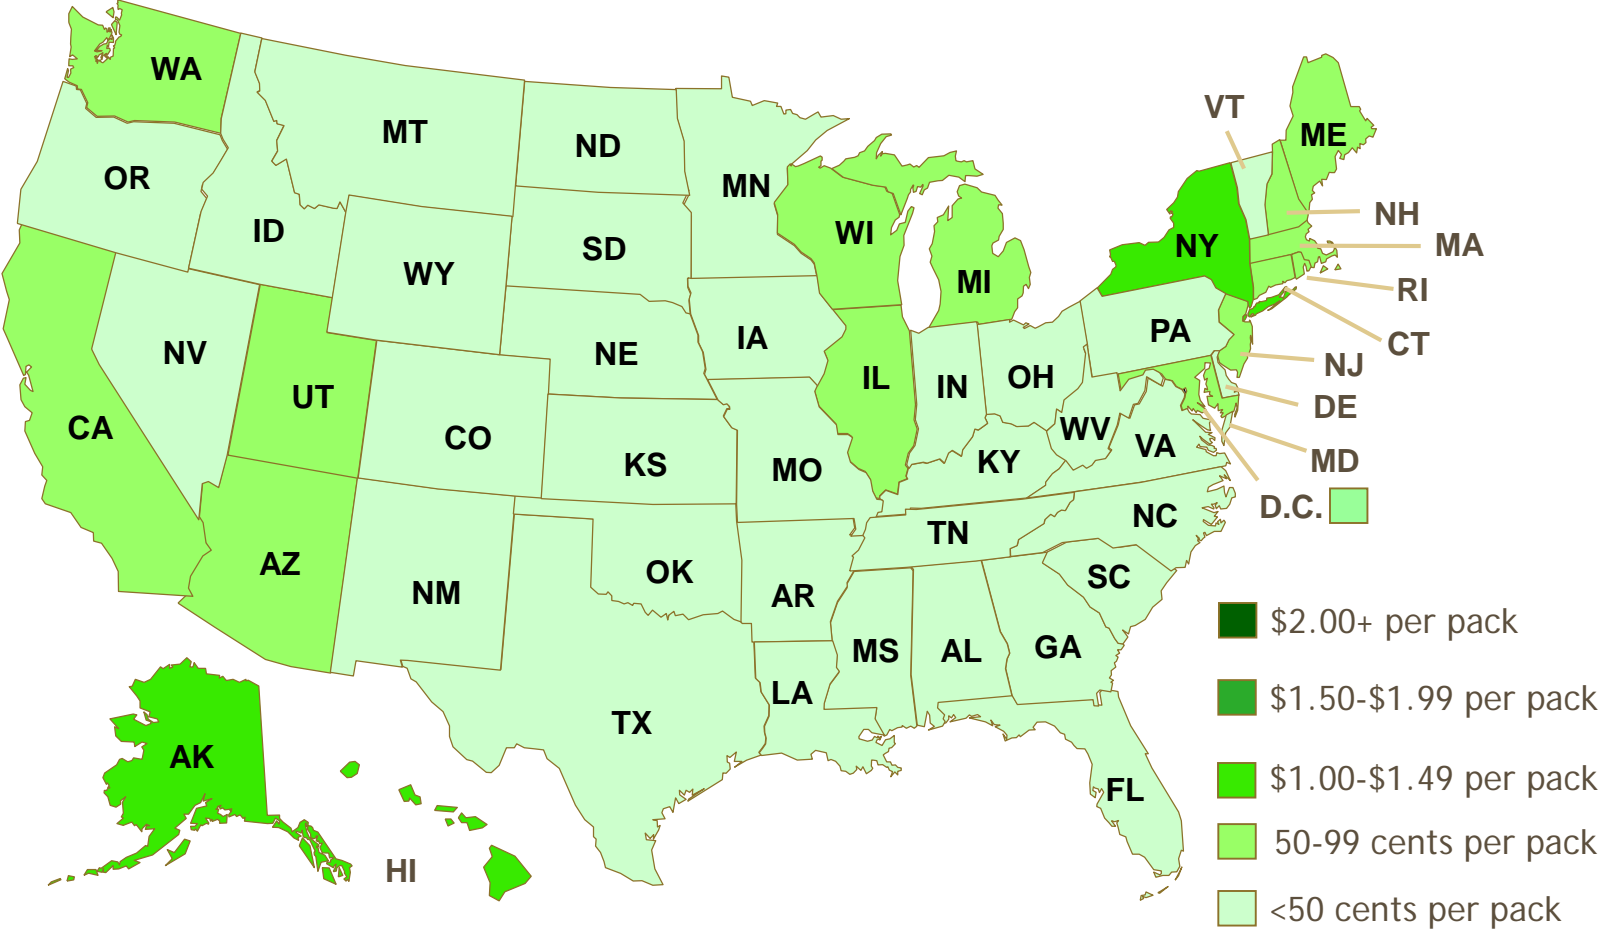 WA
MT
ND
MN
OR
ID
WY
SD
WI
MI
VT
ME
NH
NY
MA
RI
CT
NJ
DE
MD
D.C.
PA
NV
UT
CA
CO
NE
IA
IL
IN
OH
WV
VA
KS
MO
KY
NC
TN
SC
AZ
NM
OK
AR
MS
AL
GA
LA
TX
FL
AK
HI
$2.00+ per pack
$1.50-$1.99 per pack
$1.00-$1.49 per pack
50-99 cents per pack
<50 cents per pack